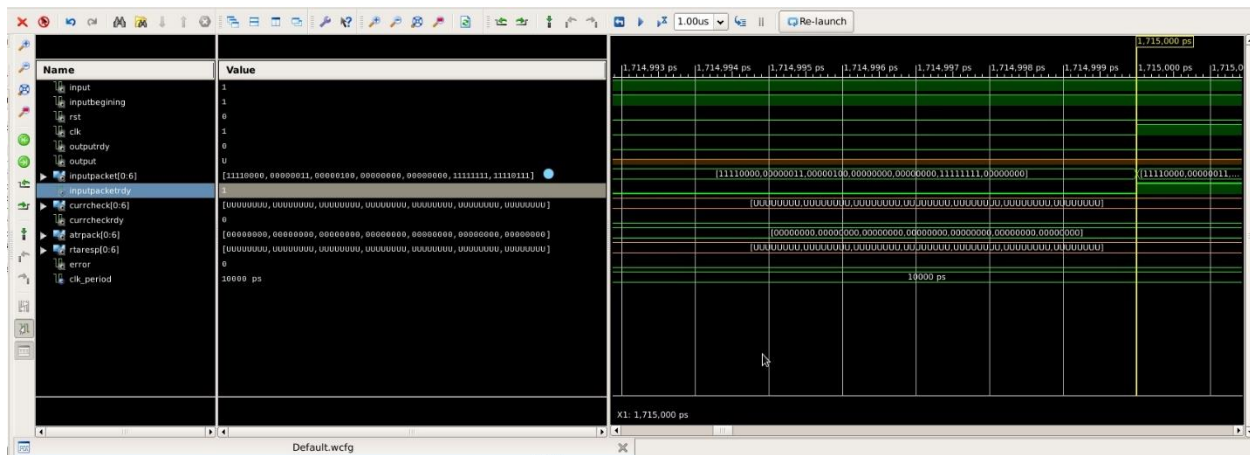 1.00us
Re-launch
1,715,000 ps
Name
Value
1,714,993 ps 1,714,994 ps 1,714,995 ps 1,714,996 ps 1,714,997 ps 1,714,998 ps 1,714,999 ps 1,715,000 ps 1,715,0
input 1
inputbegining 1
rst 0
clk 1
outputrdy 0
output U
inputpacket[0:6] [11110000,00000011,00000100,00000000,00000000,11111111,11110111] [11110000,00000011,00000100,00000000,00000000,11111111,00000000] [11110000,00000011,...
inputpacketrdy 1
currcheck[0:6] [UUUUUUUU,UUUUUUUU,UUUUUUUU,UUUUUUUU,UUUUUUUU,UUUUUUUU,UUUUUUUU] [UUUUUUUU,UUUUUUUU,UUUUUUUU,UUUUUUUU,UUUUUUUU,UUUUUUUU,UUUUUUUU]
currcheckrdy 0
atrpack[0:6] [00000000,00000000,00000000,00000000,00000000,00000000,00000000] [00000000,00000000,00000000,00000000,00000000,00000000,00000000]
rtaresp[0:6] [UUUUUUUU,UUUUUUUU,UUUUUUUU,UUUUUUUU,UUUUUUUU,UUUUUUUU,UUUUUUUU] [UUUUUUUU,UUUUUUUU,UUUUUUUU,UUUUUUUU,UUUUUUUU,UUUUUUUU,UUUUUUUU]
error 0
clk_period 10000 ps 10000 ps
X1: 1,715,000 ps
Default.wcfg